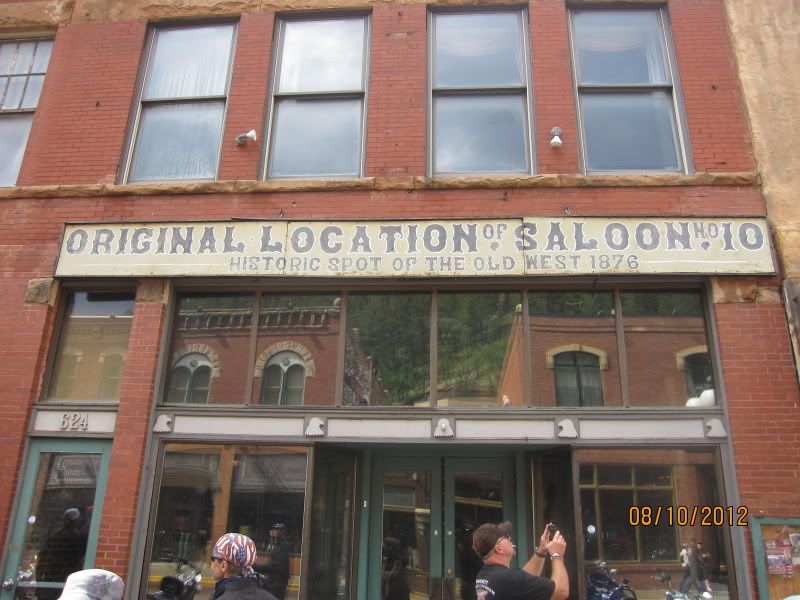 ORIGINAL LOCATION OF SALOON NO. 10
HISTORIC SPOT OF THE OLD WEST 1876
624
08/10/2012